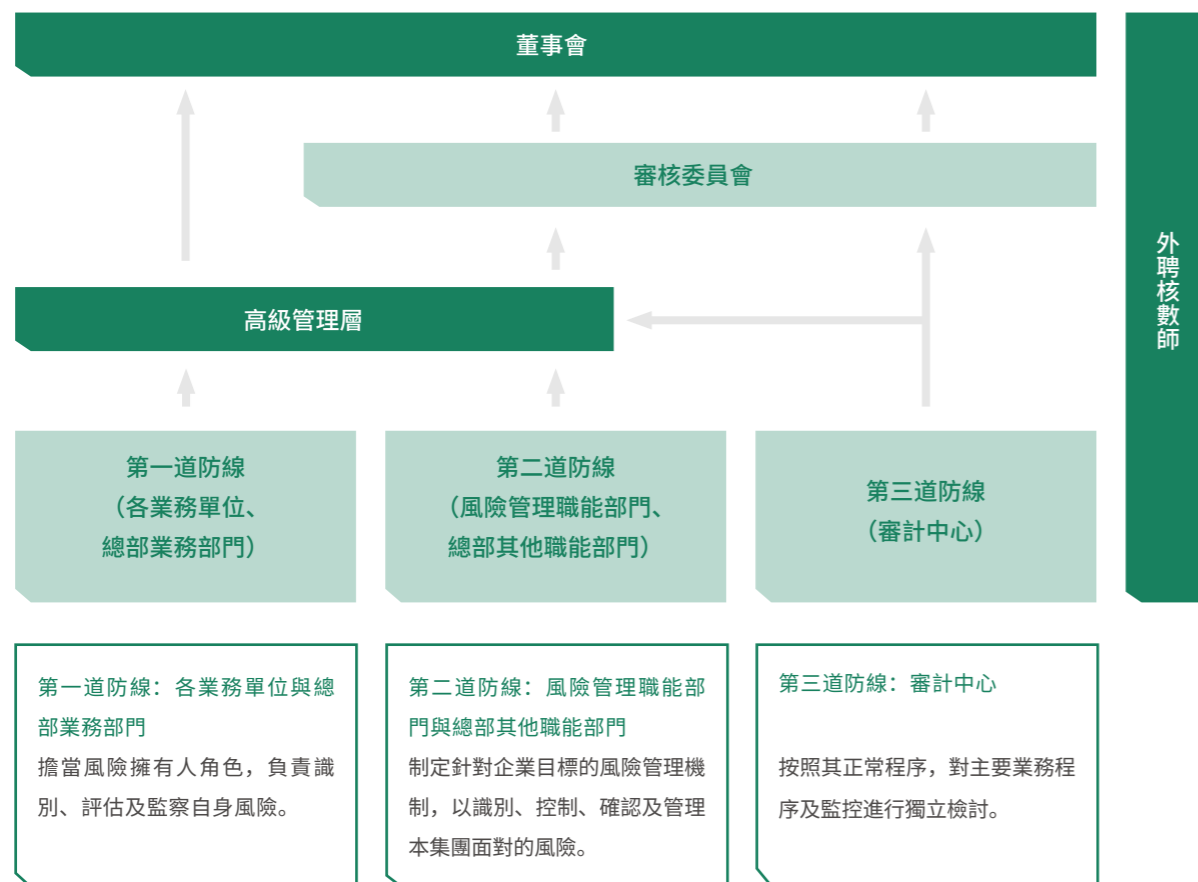 董事會
審核委員會
外聘核數師
高級管理層
第一道防線
（各業務單位、
總部業務部門）
第二道防線
（風險管理職能部門、
總部其他職能部門）
第三道防線
（審計中心）
第一道防線：各業務單位與總
部業務部門
擔當風險擁有人角色，負責識
別、評估及監察自身風險。
第二道防線：風險管理職能部
門與總部其他職能部門
制定針對企業目標的風險管理機
制，以識別、控制、確認及管理
本集團面對的風險。
第三道防線：審計中心
按照其正常程序，對主要業務程
序及監控進行獨立檢討。